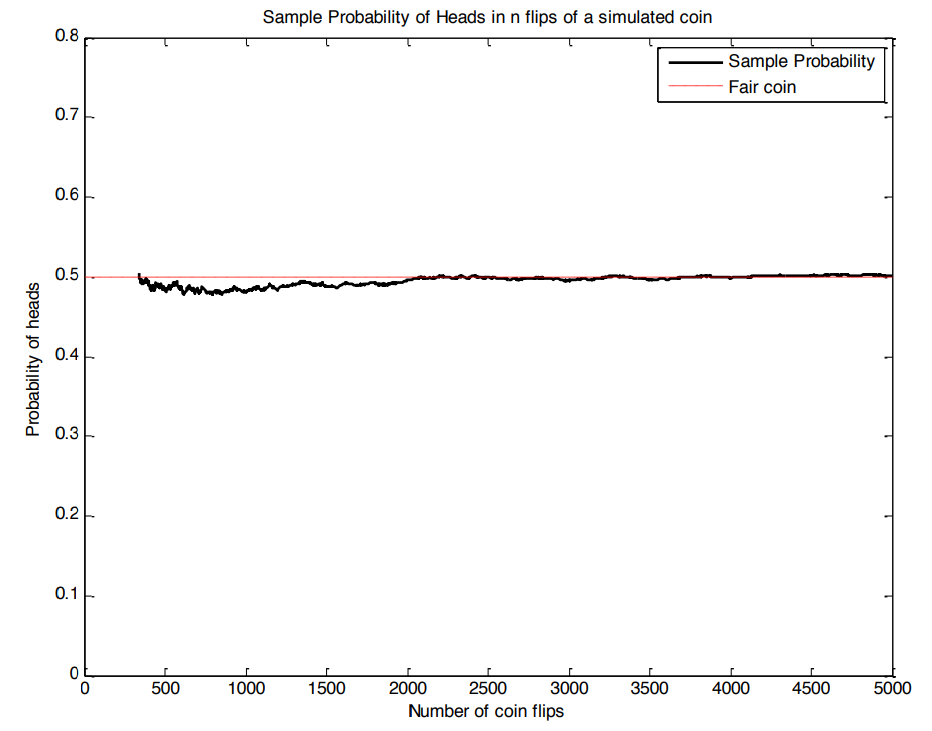 Sample Probability of Heads in n flips of a simulated coin
0.8
0.7
0.6
0.5
0.4
0.3
0.2
0.1
0
Probability of heads
Sample Probability
Fair coin
0 500 1000 1500 2000 2500 3000 3500 4000 4500 5000
Number of coin flips